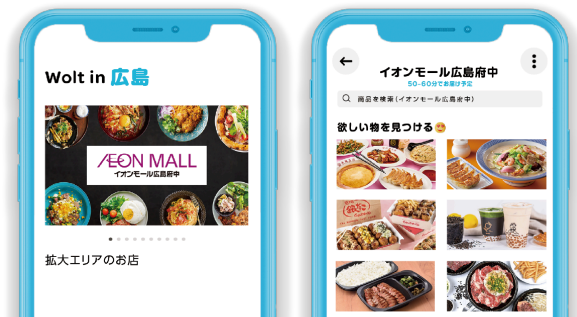 Wolt in 広島
ÆON MALL
イオンモール広島府中
拡大エリアのお店
イオンモール広島府中
50-60分でお届け予定
商品を検索(イオンモール広島府中)
欲しい物を見つける😍